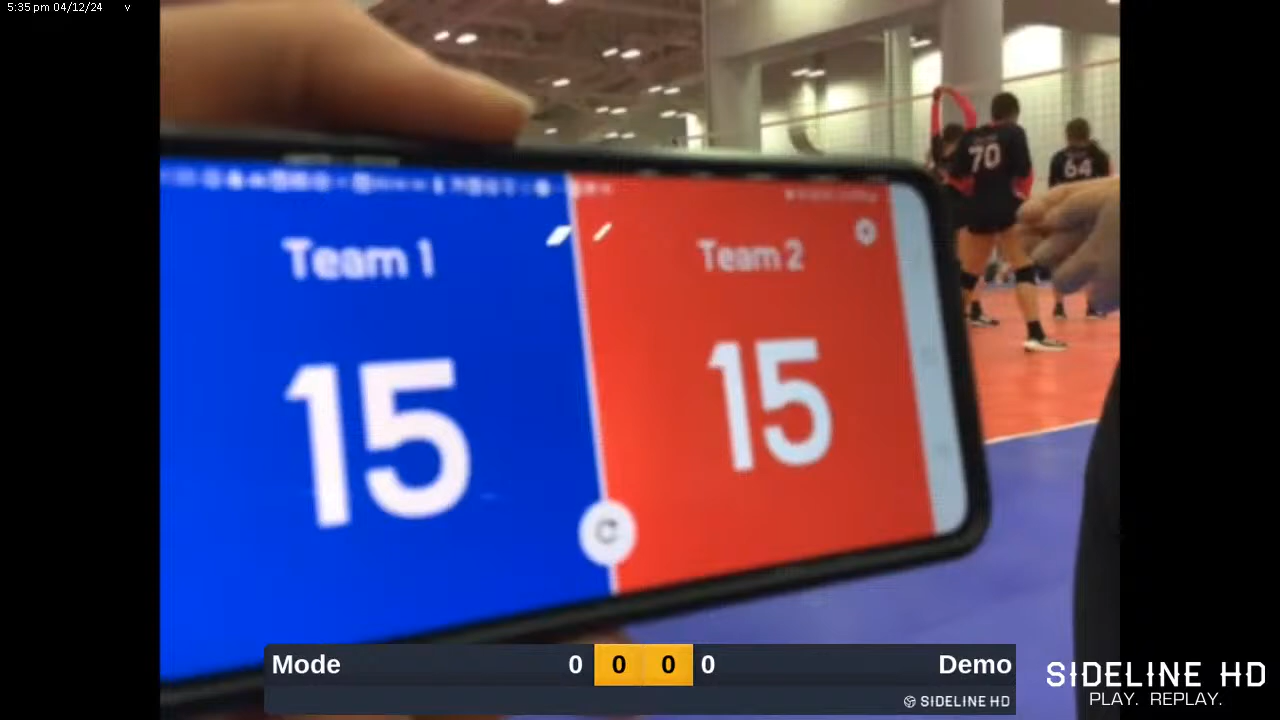 5:35 pm 04/12/24 v
70
64
Team 1
Team 2
15
15
Mode 0 0 0 0 Demo
SIDELINE HD
SIDELINE HD
PLAY. REPLAY.